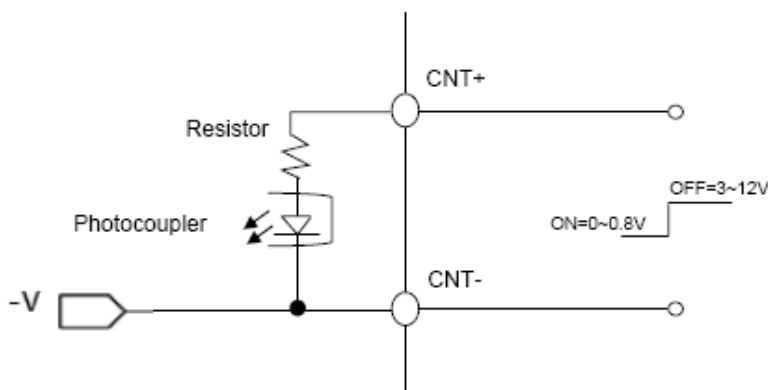 CNT+
Resistor
OFF=3~12V
Photocoupler
ON=0~0.8V
CNT-
-V